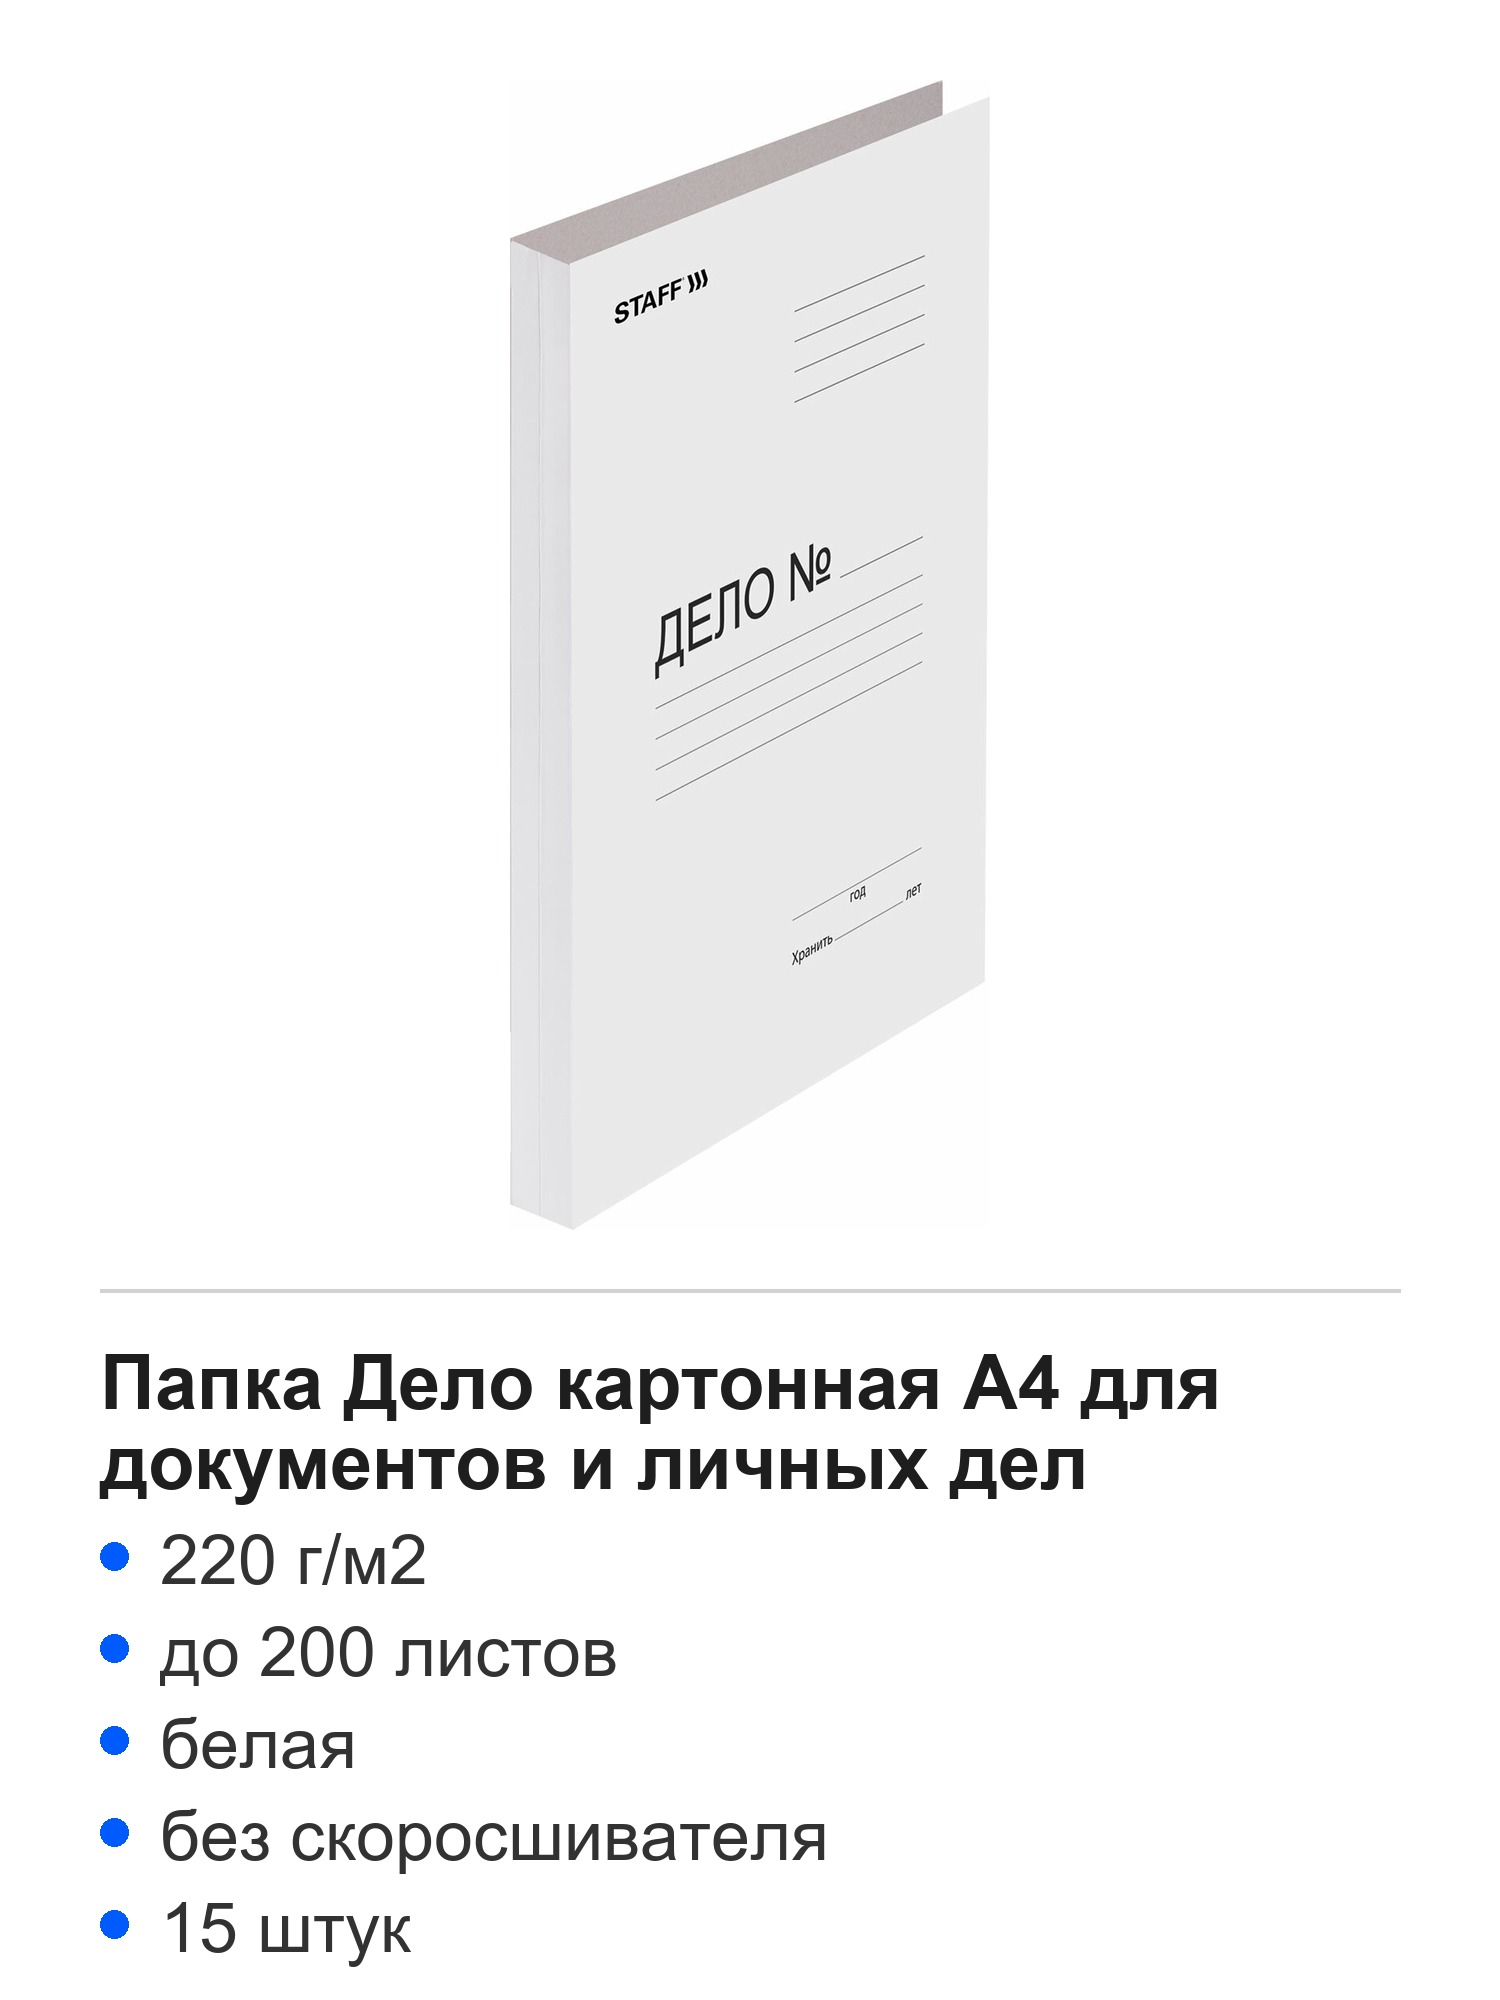 STAFF
ДЕЛО №
год
лет
Хранить
Папка Дело картонная А4 для
документов и личных дел
220 г/м2
до 200 листов
белая
без скоросшивателя
15 штук